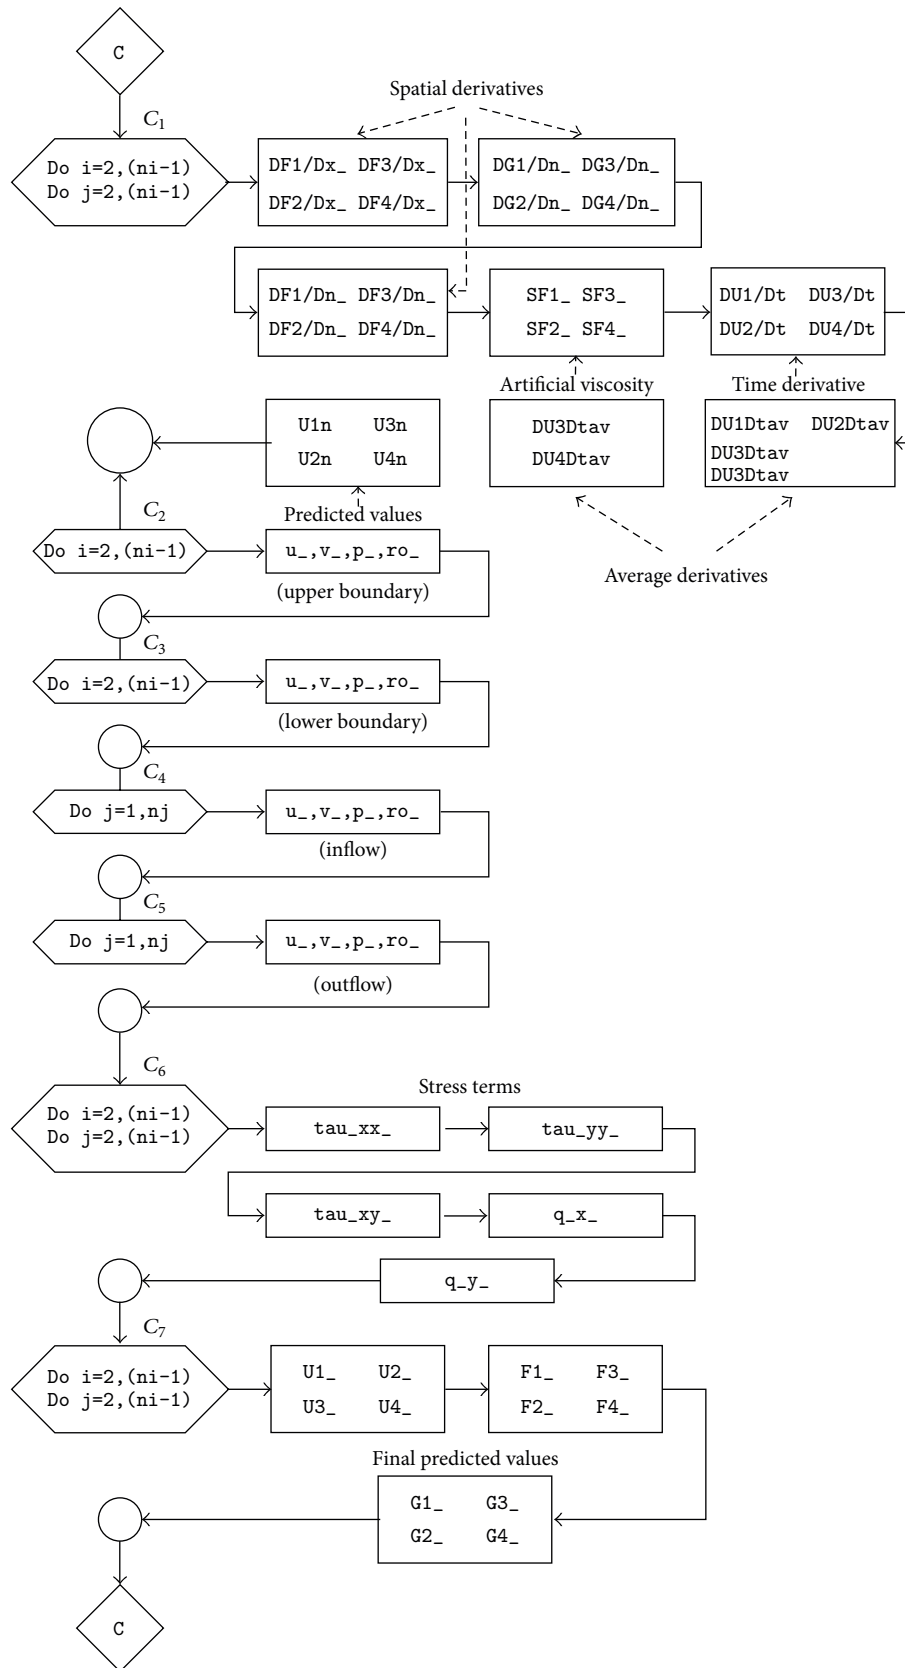 C
C1
Spatial derivatives
Do i=2,(ni-1)
Do j=2,(ni-1)
DF1/Dx_ DF3/Dx_
DF2/Dx_ DF4/Dx_
DG1/Dn_ DG3/Dn_
DG2/Dn_ DG4/Dn_
DF1/Dn_ DF3/Dn_
DF2/Dn_ DF4/Dn_
SF1_ SF3_
SF2_ SF4_
DU1/Dt DU3/Dt
DU2/Dt DU4/Dt
Artificial viscosity
Time derivative
U1n U3n
U2n U4n
DU3Dtav
DU4Dtav
DU1Dtav DU2Dtav
DU3Dtav
DU3Dtav
C2
Predicted values
Average derivatives
Do i=2,(ni-1)
u_,v_,p_,ro_
(upper boundary)
C3
Do i=2,(ni-1)
u_,v_,p_,ro_
(lower boundary)
C4
Do j=1,nj
u_,v_,p_,ro_
(inflow)
C5
Do j=1,nj
u_,v_,p_,ro_
(outflow)
C6
Stress terms
Do i=2,(ni-1)
Do j=2,(ni-1)
tau_xx_
tau_yy_
tau_xy_
q_x_
q_y_
C7
Do i=2,(ni-1)
Do j=2,(ni-1)
U1_ U2_
U3_ U4_
F1_ F3_
F2_ F4_
Final predicted values
G1_ G3_
G2_ G4_
C